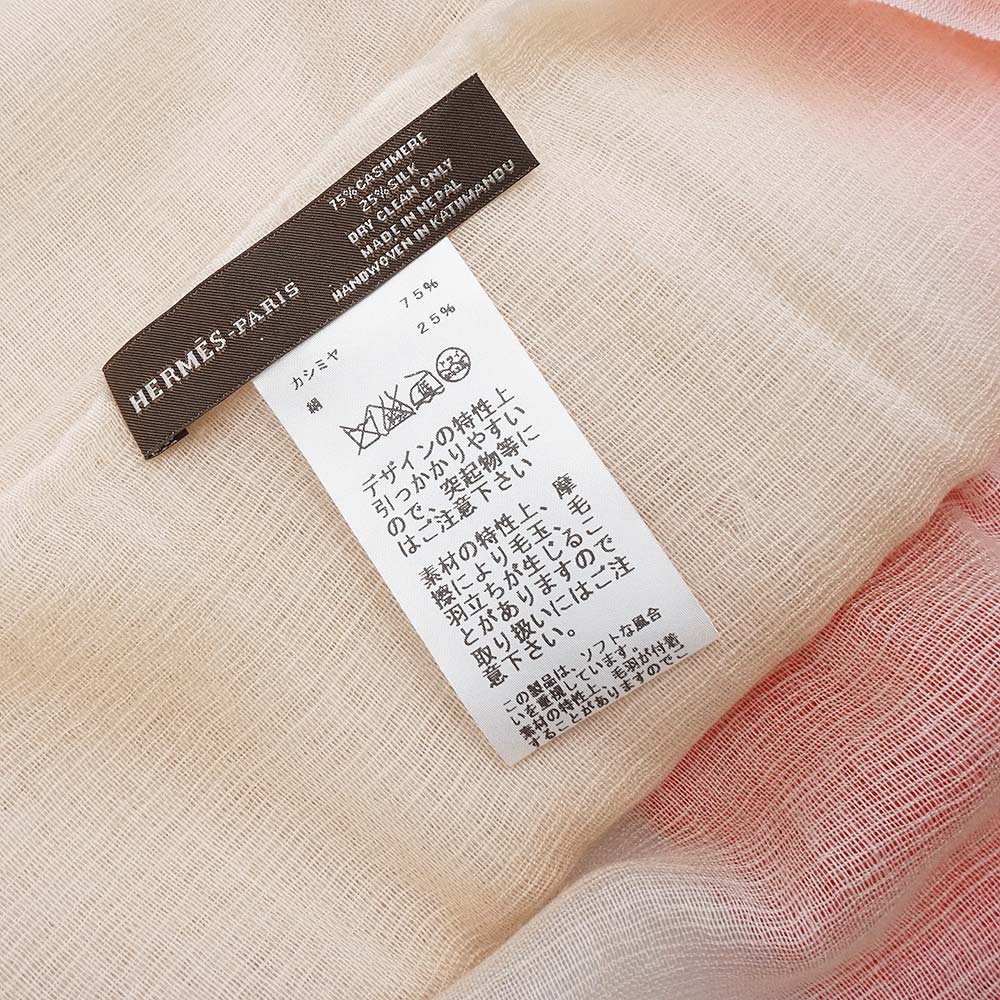 HERMÈS-PARIS
75%CASHMERE
25%SILK
DRY CLEAN ONLY
MADE IN NEPAL
HANDWOVEN IN KATHMANDU
カシミヤ 75%
絹 25%
低 ドライ
デザインの特性上
引っかかりやすい
ので、突起物等に
はご注意下さい
素材の特性上、摩
擦により毛玉、毛
羽立ちが生じるこ
とがありますので
取り扱いにはご注
意下さい。
この製品は、ソフトな風合
いを重視しています。
素材の特性上、毛羽が付着
することがありますのでご